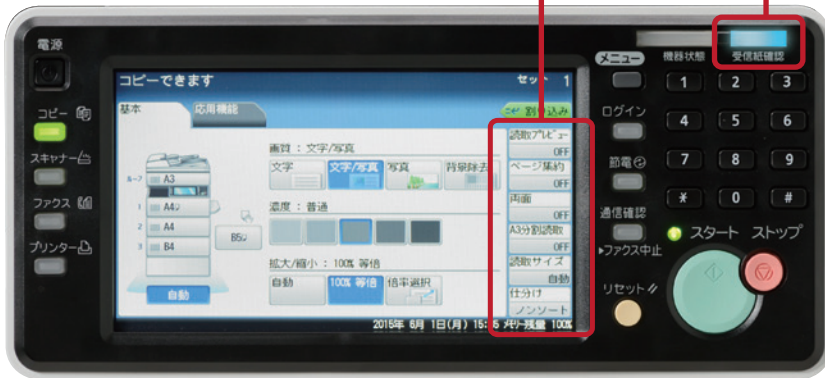 電源
メニュー
機器状態
受信紙確認
コピーできます
セット 1
基本
応用機能
割り込み
コピー
スキャナー
ファクス
プリンター
画質 : 文字/写真
文字
文字/写真
写真
背景除去
濃度 : 普通
拡大/縮小 : 100% 等倍
自動
100% 等倍
倍率選択
A3
1 A4
2 A4
3 B4
B5
自動
読取プレビュー
OFF
ページ集約
OFF
両面
OFF
A3分割読取
OFF
読取サイズ
自動
仕分け
ノンソート
6月 1日(月)
メモリー残量 100%
ログイン
節電
通信確認
▶ファクス中止
リセット
1 2 3
4 5 6
7 8 9
* 0 #
スタート
ストップ